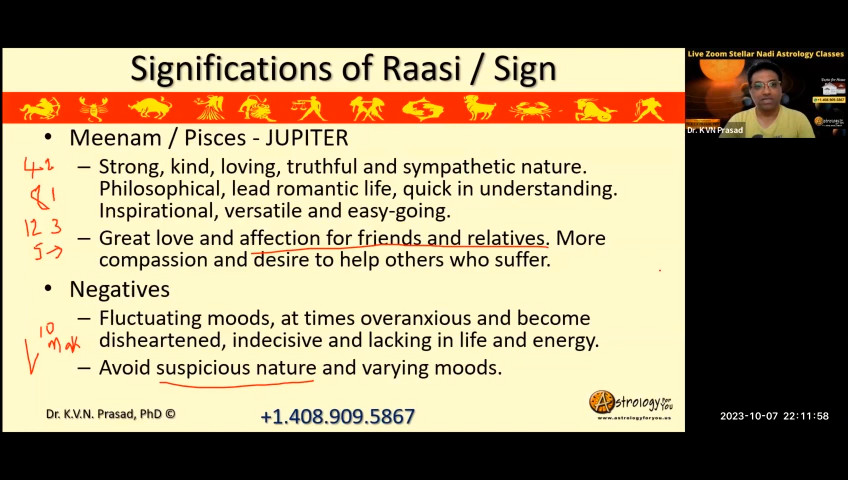 Significations of Raasi / Sign
• Meenam / Pisces - JUPITER
– Strong, kind, loving, truthful and sympathetic nature.
Philosophical, lead romantic life, quick in understanding.
Inspirational, versatile and easy-going.
– Great love and affection for friends and relatives. More
compassion and desire to help others who suffer.
• Negatives
– Fluctuating moods, at times overanxious and become
disheartened, indecisive and lacking in life and energy.
– Avoid suspicious nature and varying moods.
8 1
12 3
10
Dr. K.V.N. Prasad, PhD ©
+1.408.909.5867
Astrology For You
www.astrologyforyou.us
Live Zoom Stellar Nadi Astrology Classes
+1.408.909.5867
Dr. K.VN Prasad
2023-10-07 22:11:58